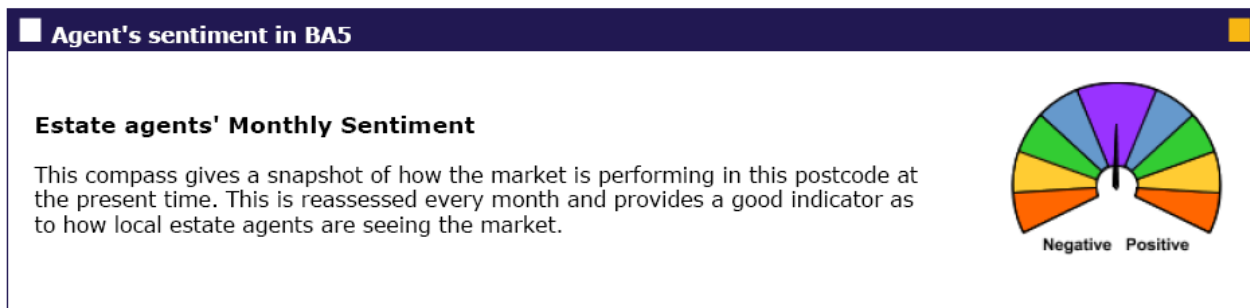 Agent's sentiment in BA5
Estate agents' Monthly Sentiment
This compass gives a snapshot of how the market is performing in this postcode at
the present time. This is reassessed every month and provides a good indicator as
to how local estate agents are seeing the market.
Negative Positive